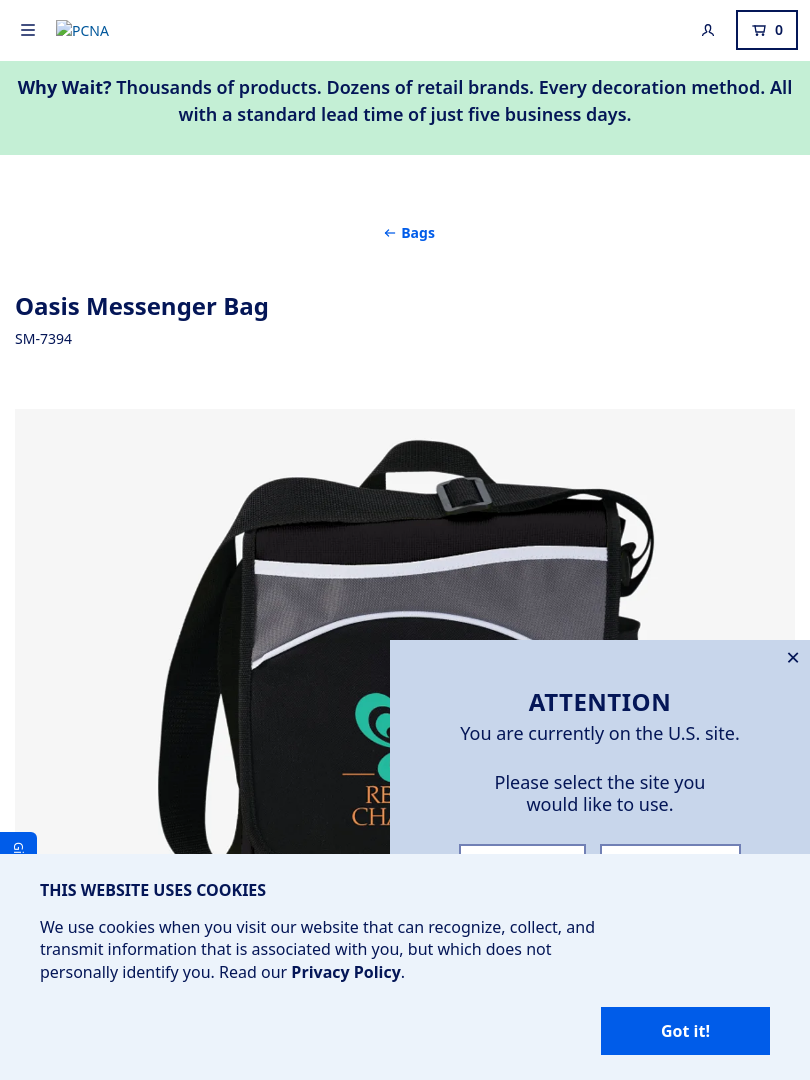 PCNA
0
Why Wait? Thousands of products. Dozens of retail brands. Every decoration method. All
with a standard lead time of just five business days.
← Bags
Oasis Messenger Bag
SM-7394
ATTENTION
You are currently on the U.S. site.
Please select the site you
would like to use.
THIS WEBSITE USES COOKIES
We use cookies when you visit our website that can recognize, collect, and
transmit information that is associated with you, but which does not
personally identify you. Read our Privacy Policy.
Got it!